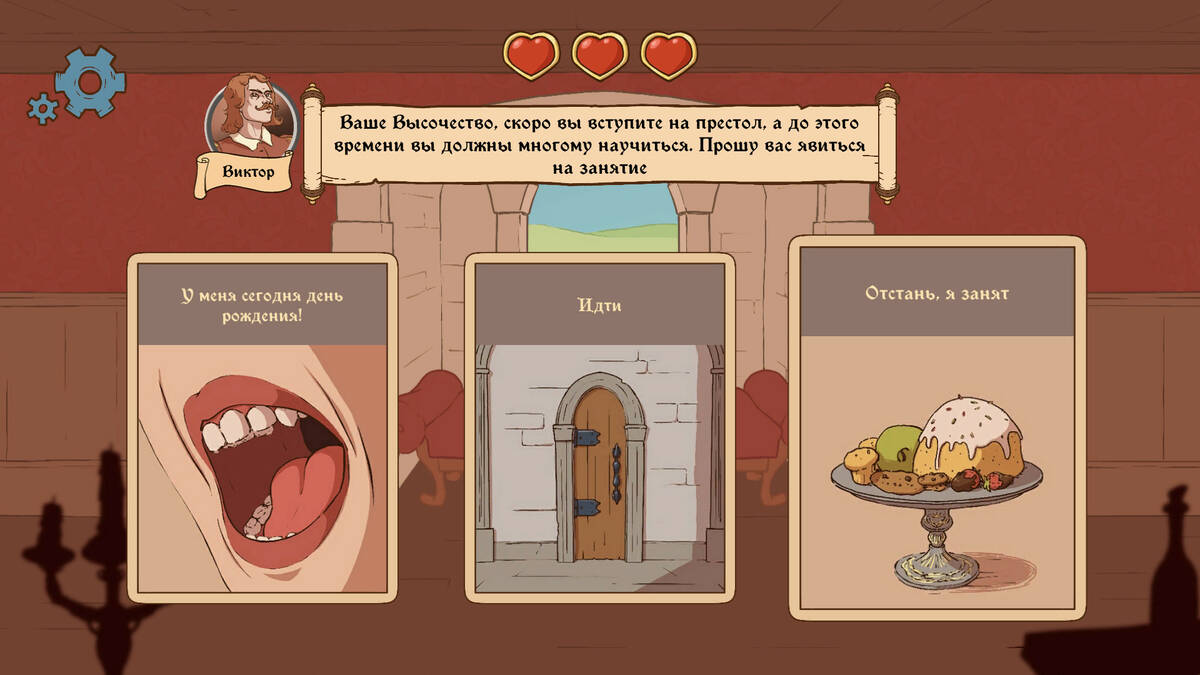 Ваше Высочество, скоро вы вступите на престол, а до этого
времени вы должны многому научиться. Прошу вас явиться
на занятие
Виктор
У меня сегодня день
рождения!
Идти
Отстань, я занят